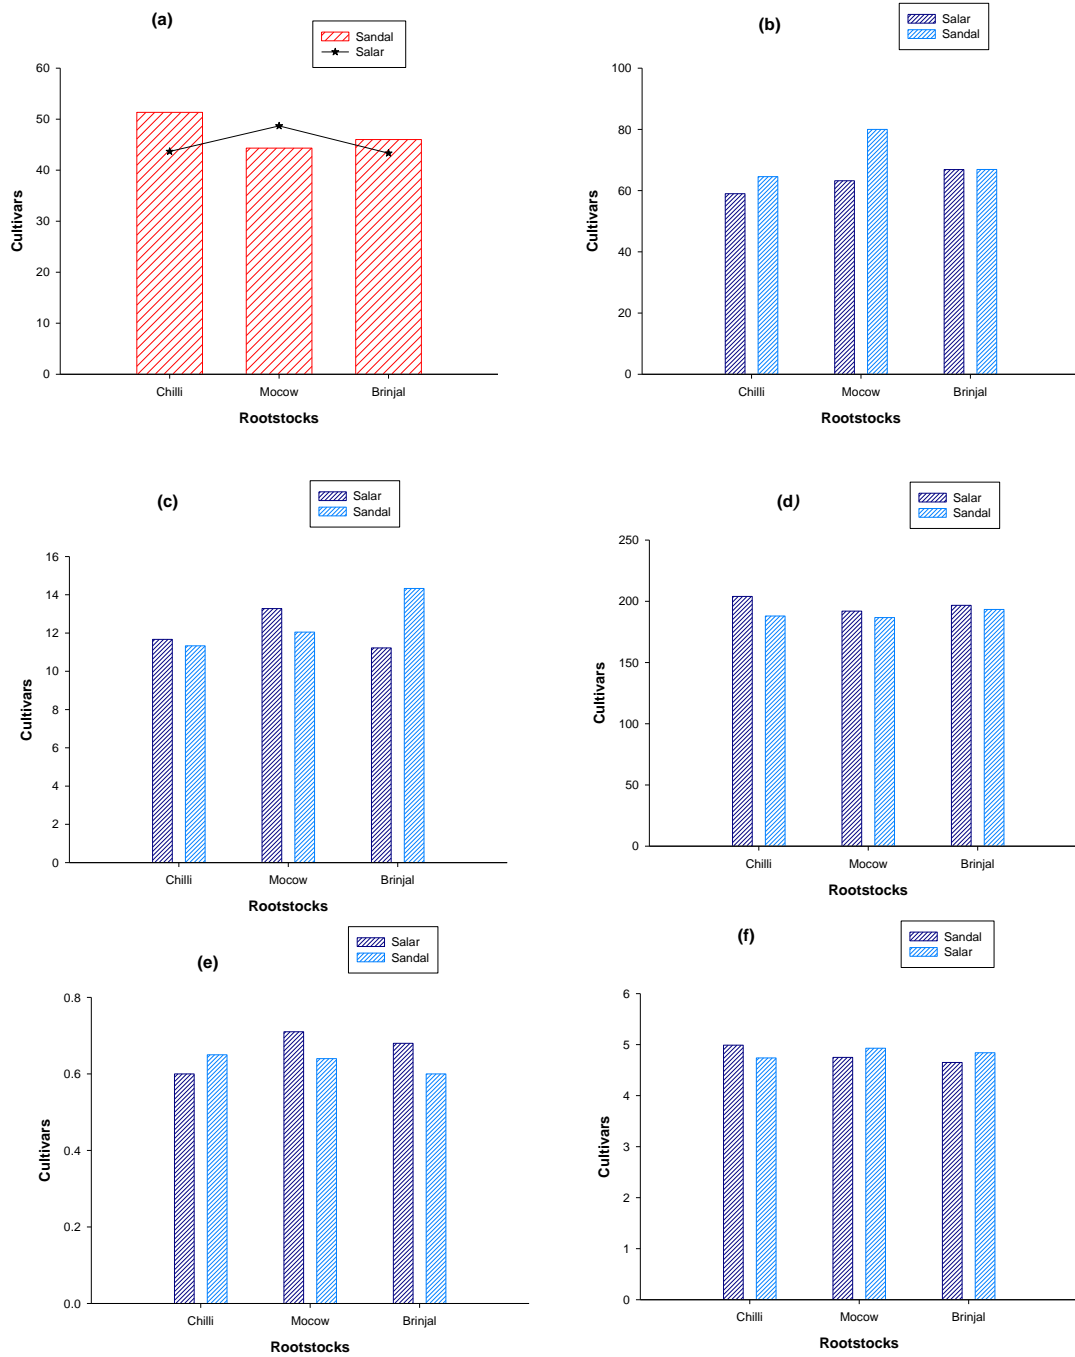 (a)
Sandal
Salar
60
50
40
30
20
10
0
Cultivars
Chilli Mocow Brinjal
Rootstocks
(b)
Salar
Sandal
100
80
60
40
20
0
Cultivars
Chilli Mocow Brinjal
Rootstocks
(c)
Salar
Sandal
16
14
12
10
8
6
4
2
0
Cultivars
Chilli Mocow Brinjal
Rootstocks
(d)
Salar
Sandal
250
200
150
100
50
0
Cultivars
Chilli Mocow Brinjal
Rootstocks
(e)
Salar
Sandal
0.8
0.6
0.4
0.2
0.0
Cultivars
Chilli Mocow Brinjal
Rootstocks
(f)
Sandal
Salar
6
5
4
3
2
1
0
Cultivars
Chilli Mocow Brinjal
Rootstocks